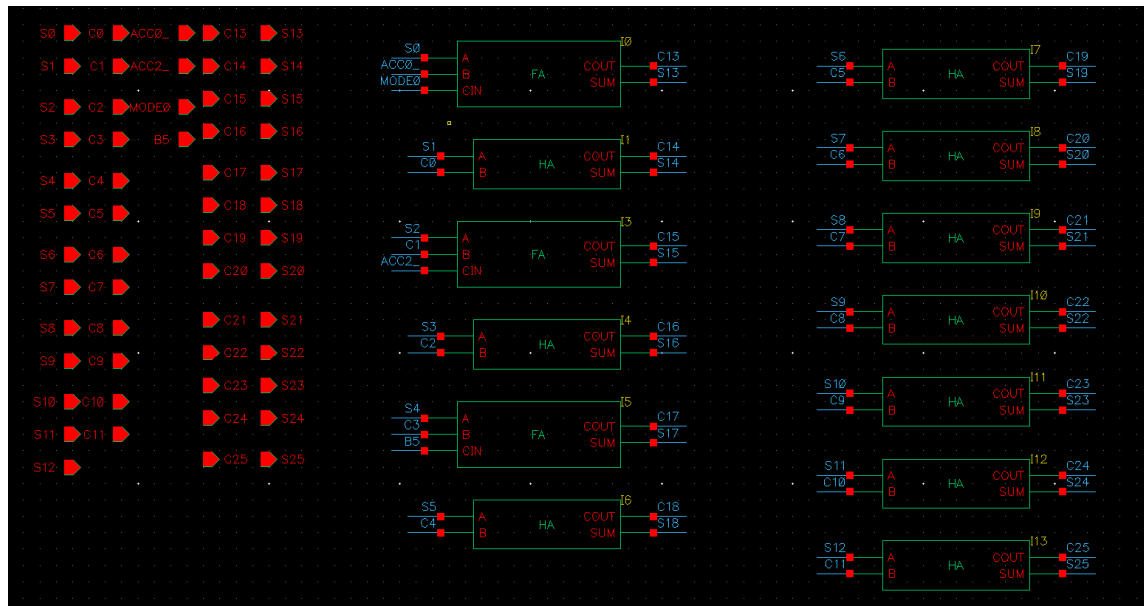 S0 C0 ACC0_ C13 S13
S1 C1 ACC2_ C14 S14
S2 C2 MODE0 C15 S15
S3 C3 B5 C16 S16
S4 C4 C17 S17
S5 C5 C18 S18
S6 C6 C19 S19
S7 C7 C20 S20
S8 C8 C21 S21
S9 C9 C22 S22
S10 C10 C23 S23
S11 C11 C24 S24
S12 C25 S25
I0
S0 A COUT C13
ACC0_ B FA SUM S13
MODE0 CIN
I1
S1 A HA COUT C14
C0 B SUM S14
I3
S2 A COUT C15
C1 B FA SUM S15
ACC2_ CIN
I4
S3 A HA COUT C16
C2 B SUM S16
I5
S4 A COUT C17
C3 B FA SUM S17
B5 CIN
I6
S5 A HA COUT C18
C4 B SUM S18
I7
S6 A HA COUT C19
C5 B SUM S19
I8
S7 A HA COUT C20
C6 B SUM S20
I9
S8 A HA COUT C21
C7 B SUM S21
I10
S9 A HA COUT C22
C8 B SUM S22
I11
S10 A HA COUT C23
C9 B SUM S23
I12
S11 A HA COUT C24
C10 B SUM S24
I13
S12 A HA COUT C25
C11 B SUM S25